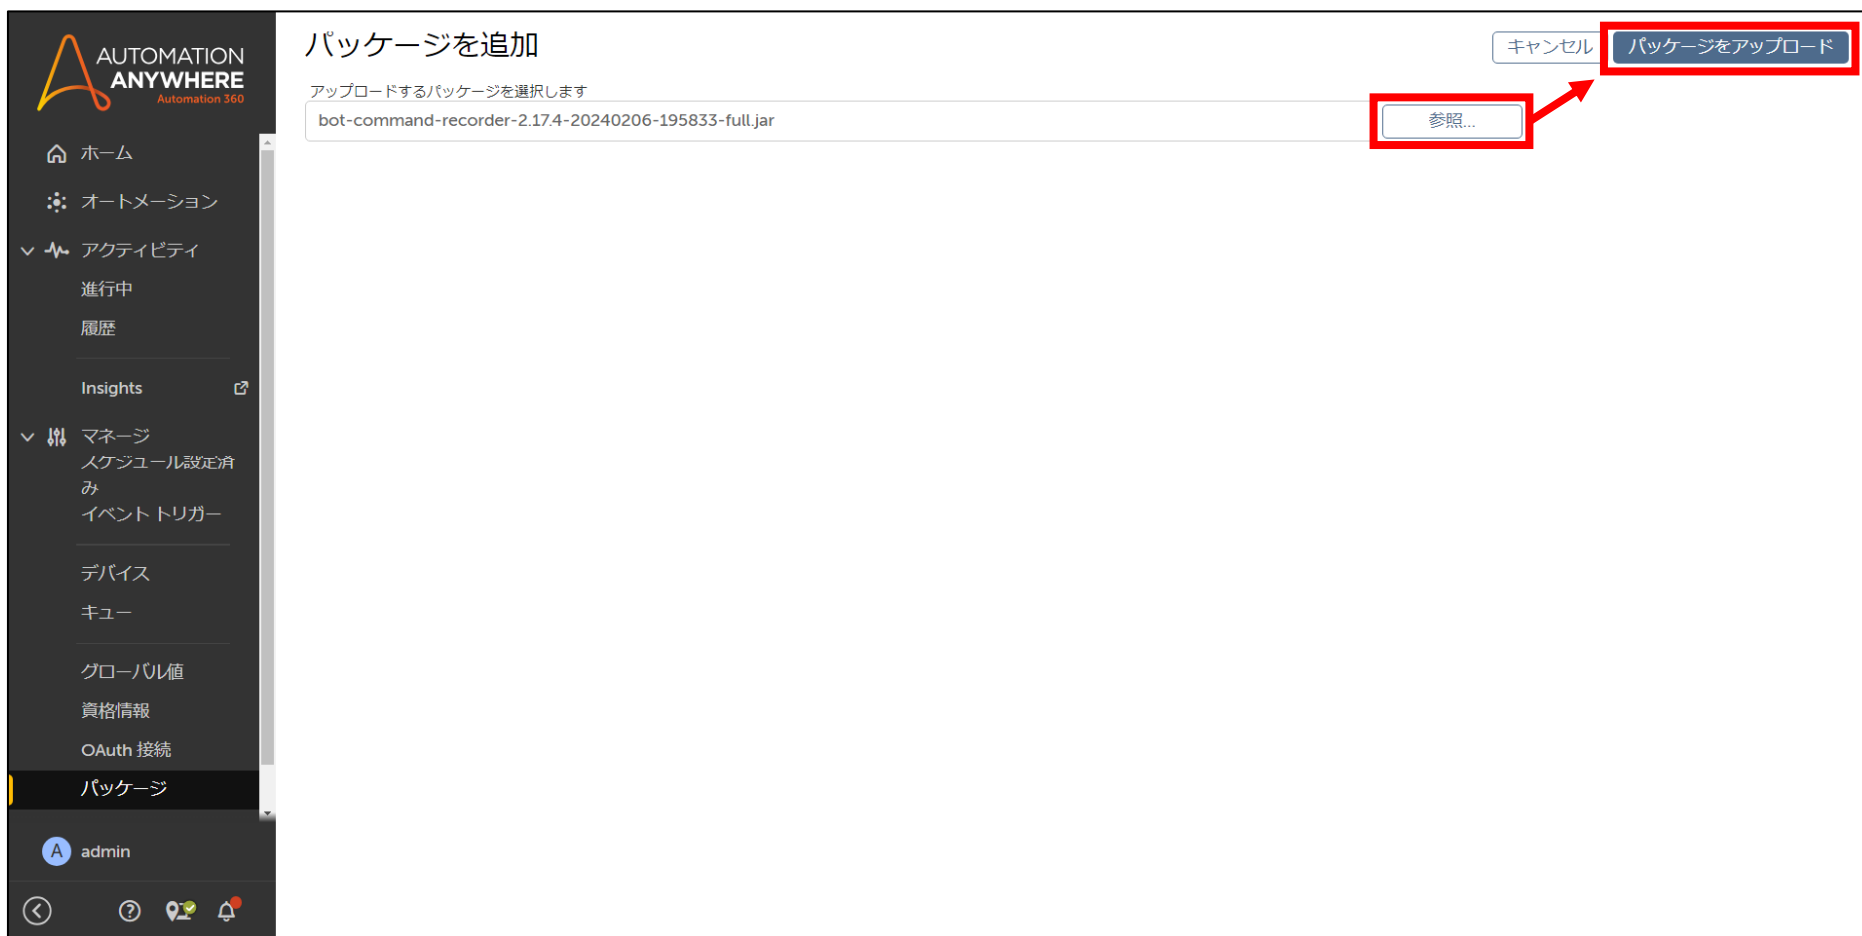 AUTOMATION
ANYWHERE
Automation 360
ホーム
オートメーション
アクティビティ
進行中
履歴
Insights
マネージ
スケジュール設定済
み
イベント トリガー
デバイス
キュー
グローバル値
資格情報
OAuth 接続
パッケージ
A admin
パッケージを追加
キャンセル
パッケージをアップロード
アップロードするパッケージを選択します
bot-command-recorder-2.17.4-20240206-195833-full.jar
参照...